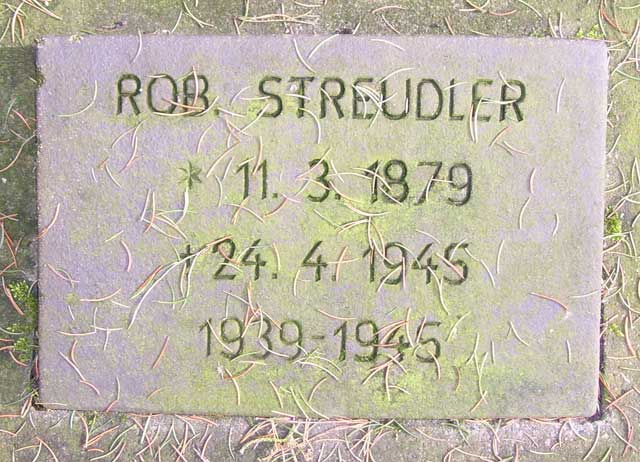 ROB. STREUDLER
* 11. 3. 1879
† 24. 4. 1945
1939-1945